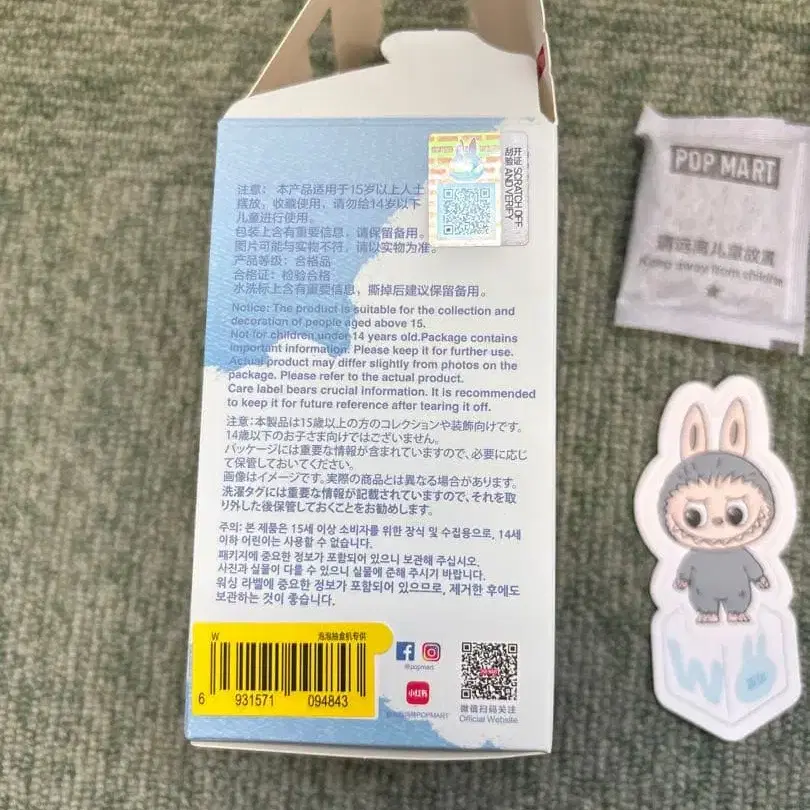 注意: 本产品适用于15岁以上人士
摆放，收藏使用，请勿给14岁以下
儿童进行使用。
包装上含有重要信息，请保留备用。
图片可能与实物不符，请以实物为准。
产品等级：合格品
合格证：检验合格
水洗标上含有重要信息，撕掉后建议保留备用。
Notice: The product is suitable for the collection and
decoration of people aged above 15.
Not for children under 14 years old.Package contains
important information. Please keep it for further use.
Actual product may differ slightly from photos on the
package. Please refer to the actual product.
Care label bears crucial information. It is recommended
to keep it for future reference after tearing it off.
注意:本製品は15歳以上の方のコレクションや装飾向けです。
14歳以下のお子さま向けではございません。
パッケージには重要な情報が含まれていますので、必要に応じ
て保管しておいてください。
画像はイメージです。実際の商品とは異なる場合があります。
洗濯タグには重要な情報が記載されていますので、それを取
り外した後保管しておくことをお勧めします。
주의: 본 제품은 15세 이상 소비자를 위한 장식 및 수집용으로, 14세
이하 어린이는 사용할 수 없습니다.
패키지에 중요한 정보가 포함되어 있으니 보관해 주십시오.
사진과 실물이 다를 수 있으니 실물에 준해 주시기 바랍니다.
워싱 라벨에 중요한 정보가 포함되어 있으므로, 제거한 후에도
보관하는 것이 좋습니다.
刮开
验证
SCRATCH OFF
AND VERIFY
W
泡泡抽盒机专供
6 931571 094843
@popmart
小红书
POPMART
微信扫码关注
Official Website
POP MART
请远离儿童放置
Keep away from children
W